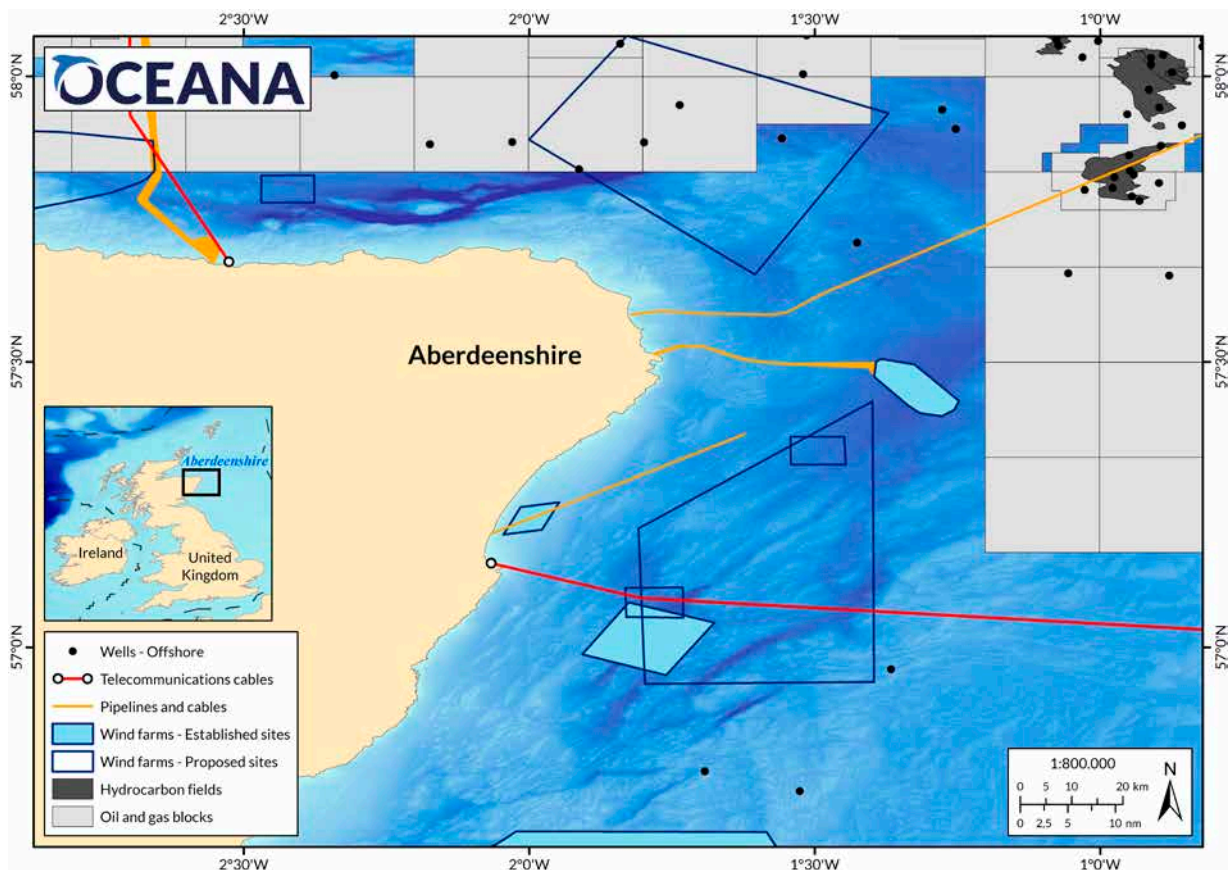 2°30'W 2°0'W 1°30'W 1°0'W
58°0'N
58°0'N
OCEANA
Aberdeenshire
57°30'N
57°30'N
Aberdeenshire
Ireland
United
Kingdom
57°0'N
57°0'N
Wells - Offshore
Telecommunications cables
Pipelines and cables
Wind farms - Established sites
Wind farms - Proposed sites
Hydrocarbon fields
Oil and gas blocks
1:800.000
N
0 5 10 20 km
0 2,5 5 10 nm
2°30'W 2°0'W 1°30'W 1°0'W